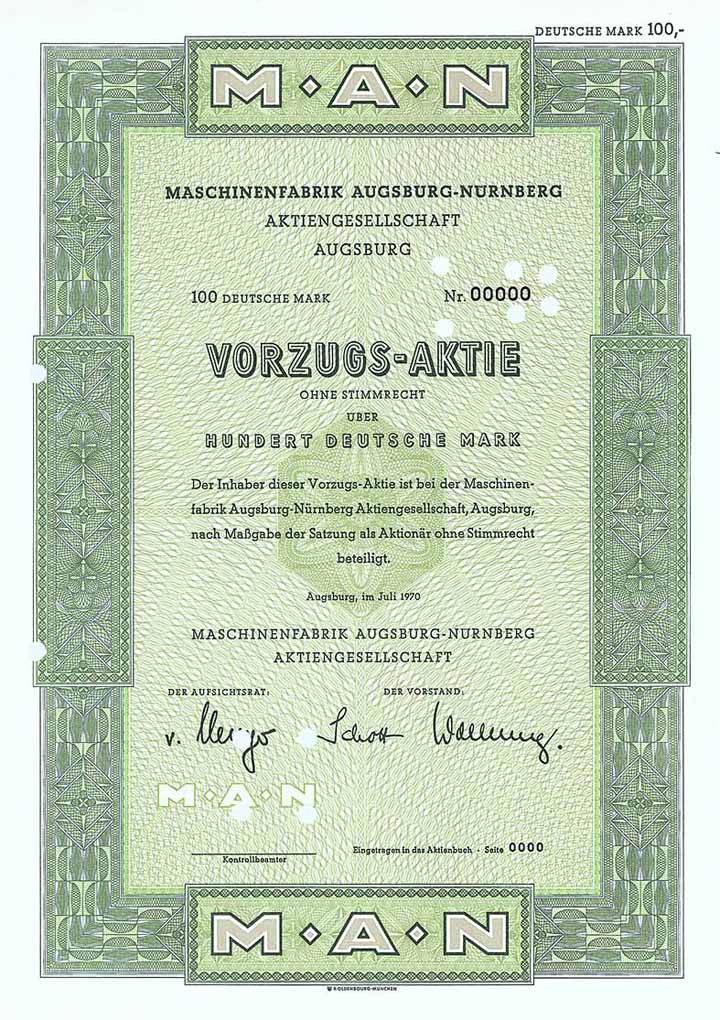 DEUTSCHE MARK 100,-
M·A·N
MASCHINENFABRIK AUGSBURG-NÜRNBERG
AKTIENGESELLSCHAFT
AUGSBURG
100 DEUTSCHE MARK Nr. 00000
VORZUGS-AKTIE
OHNE STIMMRECHT
ÜBER
HUNDERT DEUTSCHE MARK
Der Inhaber dieser Vorzugs-Aktie ist bei der Maschinen-
fabrik Augsburg-Nürnberg Aktiengesellschaft, Augsburg,
nach Maßgabe der Satzung als Aktionär ohne Stimmrecht
beteiligt.
Augsburg, im Juli 1970
MASCHINENFABRIK AUGSBURG-NÜRNBERG
AKTIENGESELLSCHAFT
DER AUFSICHTSRAT: DER VORSTAND:
v. Schott
M·A·N
Kontrollbeamter
Eingetragen in das Aktienbuch · Seite 0000
M·A·N
R·OLDENBOURG·MÜNCHEN